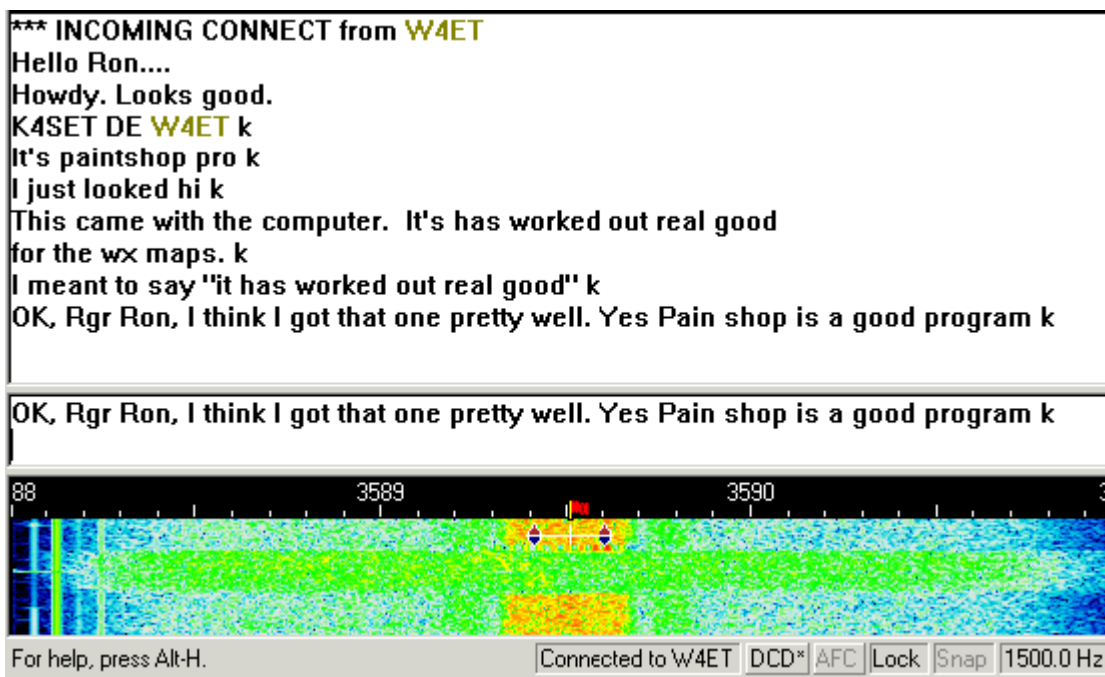 *** INCOMING CONNECT from W4ET
Hello Ron....
Howdy. Looks good.
K4SET DE W4ET k
It's paintshop pro k
I just looked hi k
This came with the computer.  It's has worked out real good
for the wx maps. k
I meant to say "it has worked out real good" k
OK, Rgr Ron, I think I got that one pretty well. Yes Pain shop is a good program k
OK, Rgr Ron, I think I got that one pretty well. Yes Pain shop is a good program k
88 3589 3590 3
For help, press Alt-H. Connected to W4ET DCD* AFC Lock Snap 1500.0 Hz